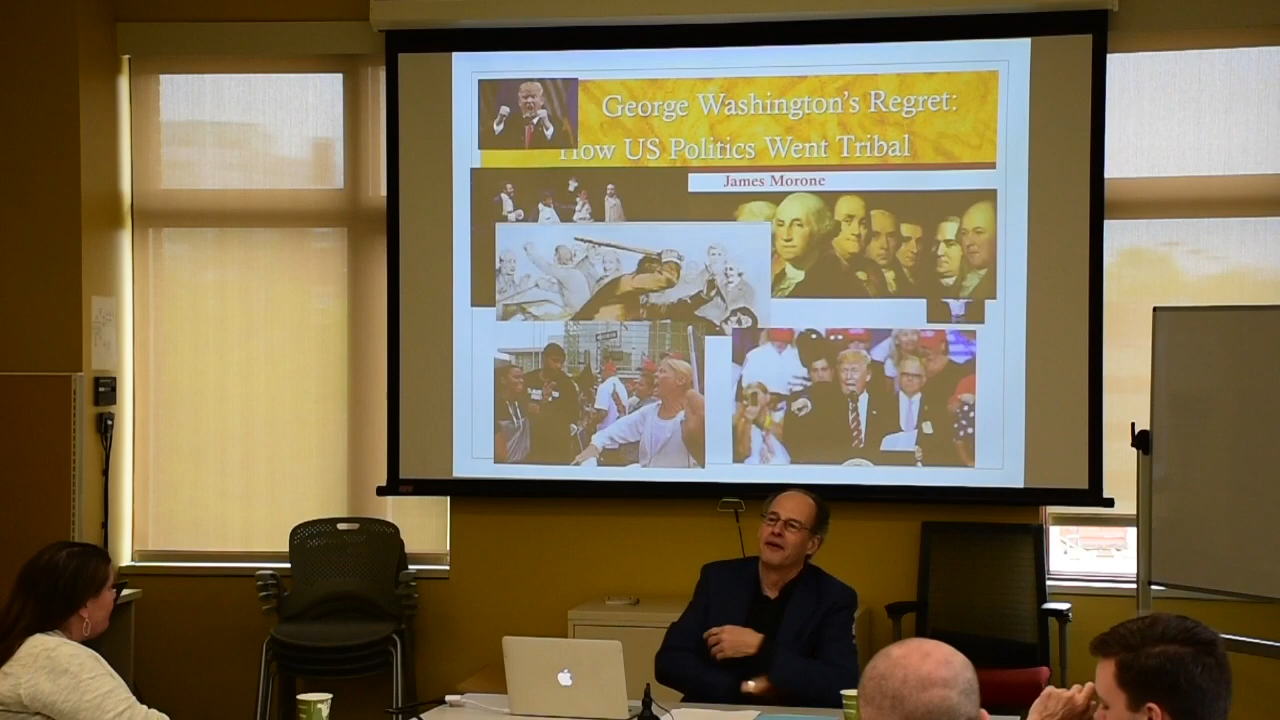 George Washington's Regret:
How US Politics Went Tribal
James Morone